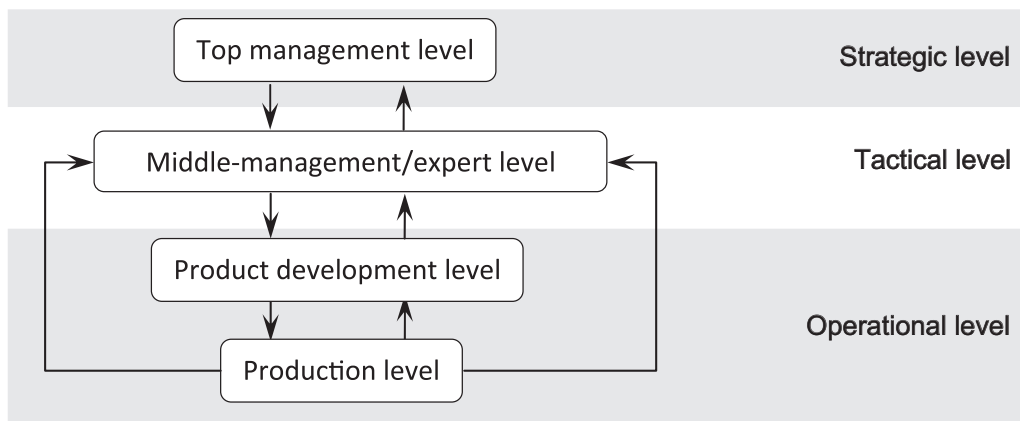 Top management level
Strategic level
Middle-management/expert level
Tactical level
Product development level
Operational level
Production level